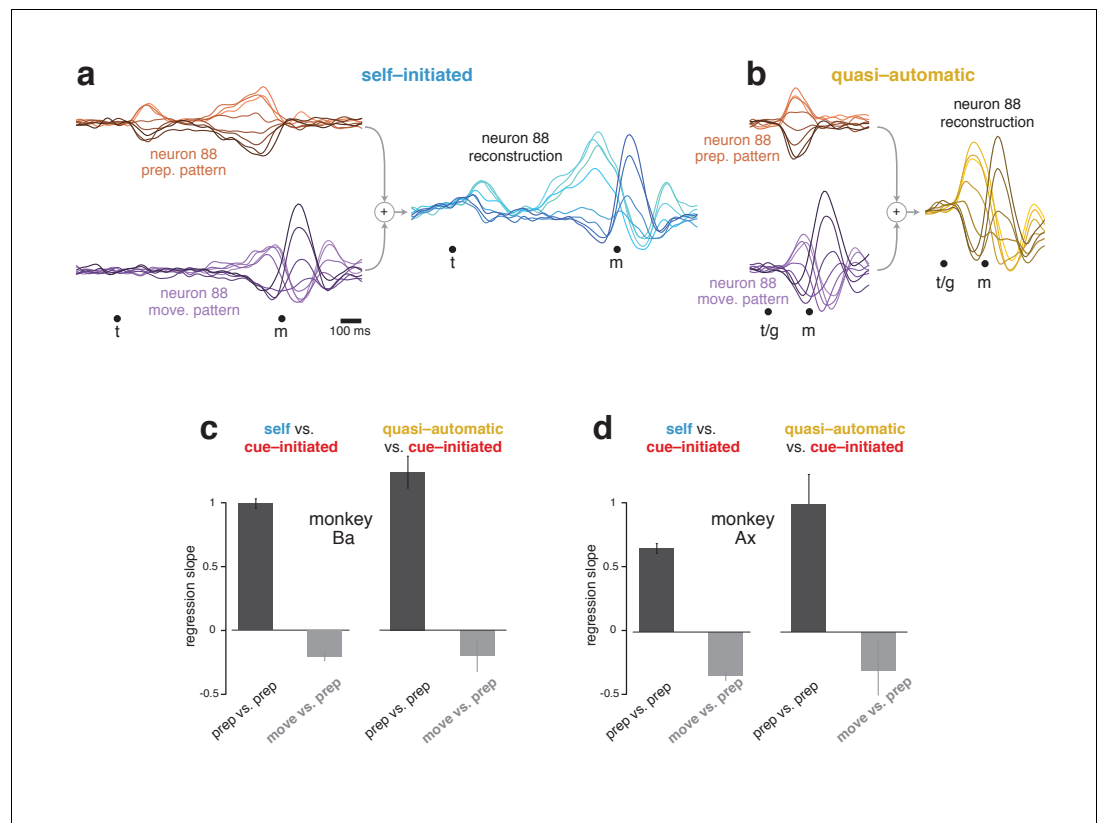 a
self–initiated
b
quasi–automatic
neuron 88
prep. pattern
neuron 88
reconstruction
+
neuron 88
move. pattern
t
m
100 ms
t
m
neuron 88
prep. pattern
neuron 88
reconstruction
+
neuron 88
move. pattern
t/g
m
t/g
m
c
self vs.
cue–initiated
quasi–automatic
vs. cue–initiated
monkey
Ba
regression slope
1
0.5
0
-0.5
prep vs. prep
move vs. prep
prep vs. prep
move vs. prep
d
self vs.
cue–initiated
quasi–automatic
vs. cue–initiated
monkey
Ax
regression slope
1
0.5
0
-0.5
prep vs. prep
move vs. prep
prep vs. prep
move vs. prep